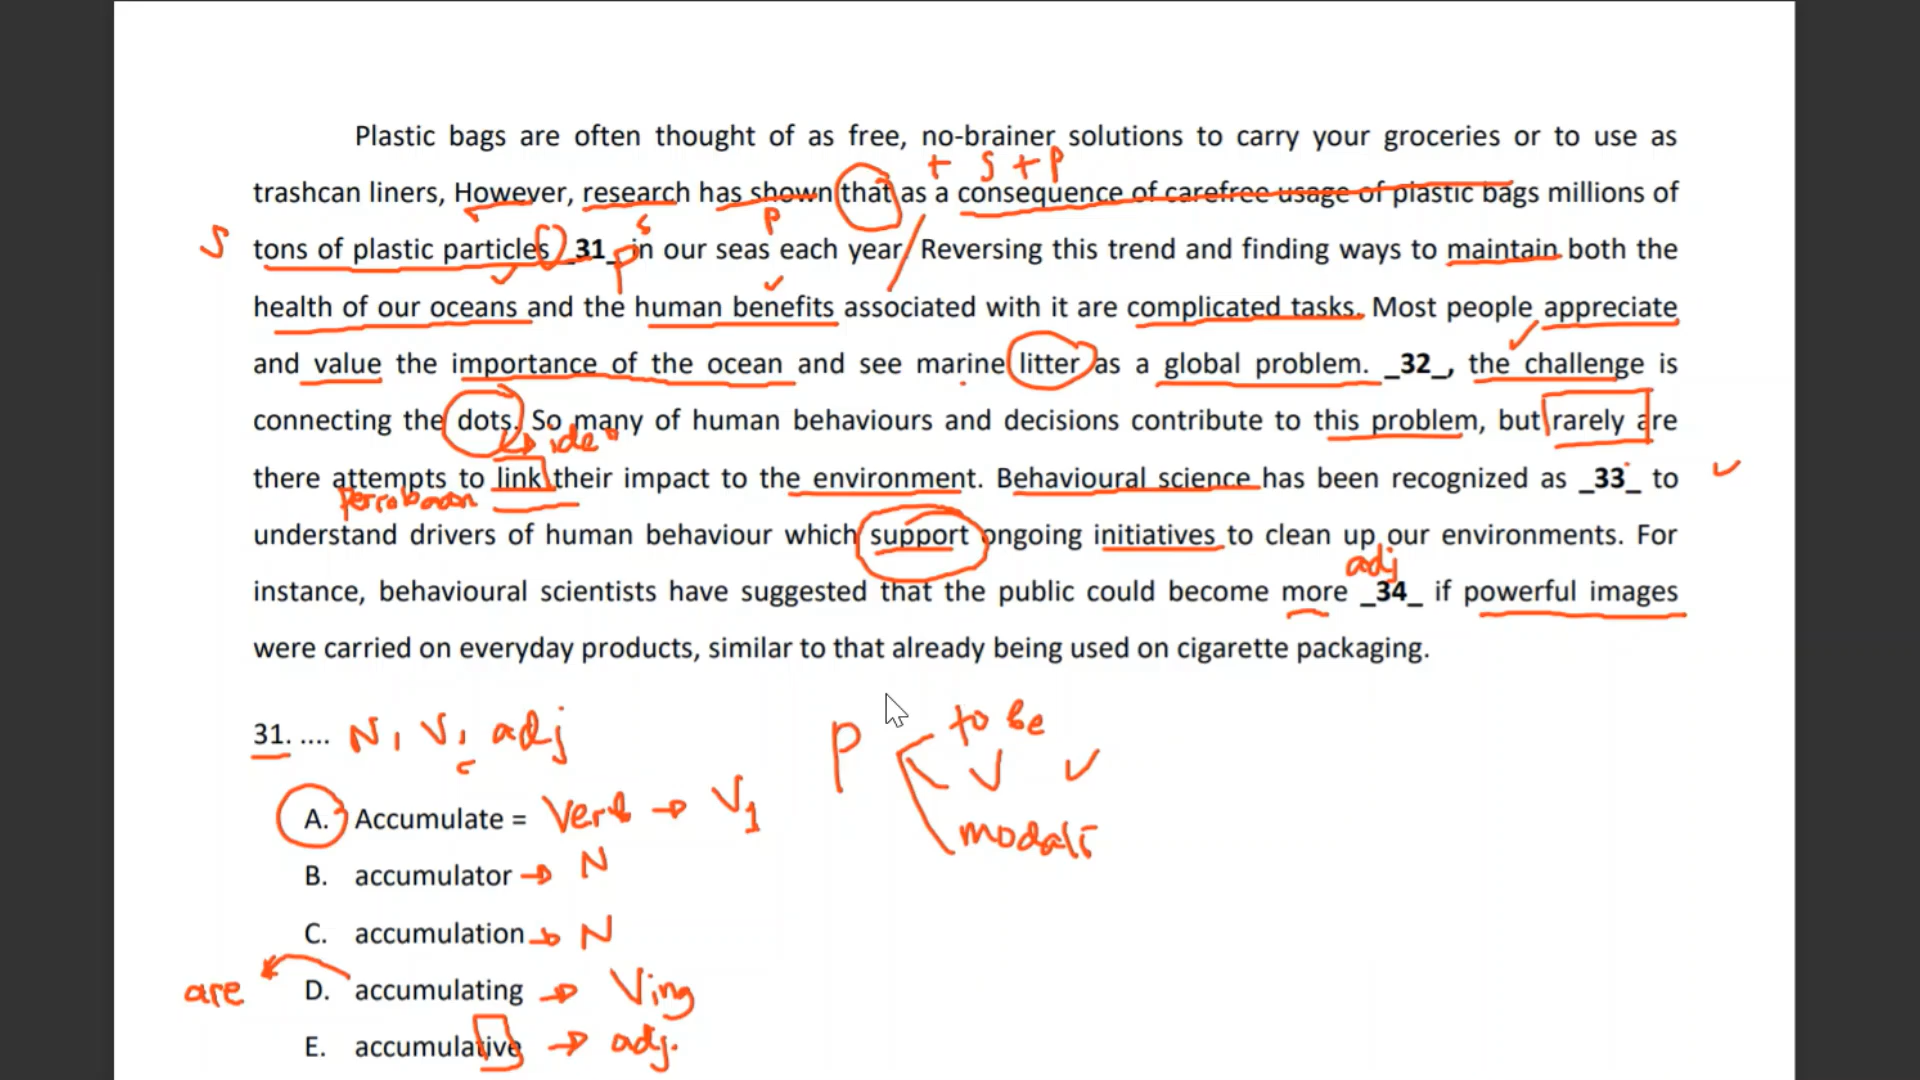 Plastic bags are often thought of as free, no-brainer solutions to carry your groceries or to use as
+ S + P
trashcan liners, However, research has shown that as a consequence of carefree usage of plastic bags millions of
S P
S tons of plastic particles _31_ in our seas each year Reversing this trend and finding ways to maintain both the
P
health of our oceans and the human benefits associated with it are complicated tasks. Most people appreciate
and value the importance of the ocean and see marine litter as a global problem. _32_, the challenge is
connecting the dots. So many of human behaviours and decisions contribute to this problem, but rarely are
ide"
there attempts to link their impact to the environment. Behavioural science has been recognized as _33_ to
understand drivers of human behaviour which support ongoing initiatives to clean up our environments. For
adj
instance, behavioural scientists have suggested that the public could become more _34_ if powerful images
were carried on everyday products, similar to that already being used on cigarette packaging.
31. .... N, V, adj
P to be
V
modals
A. Accumulate = Verb → V1
B. accumulator → N
C. accumulation → N
are D. accumulating → Ving
E. accumulative → adj.